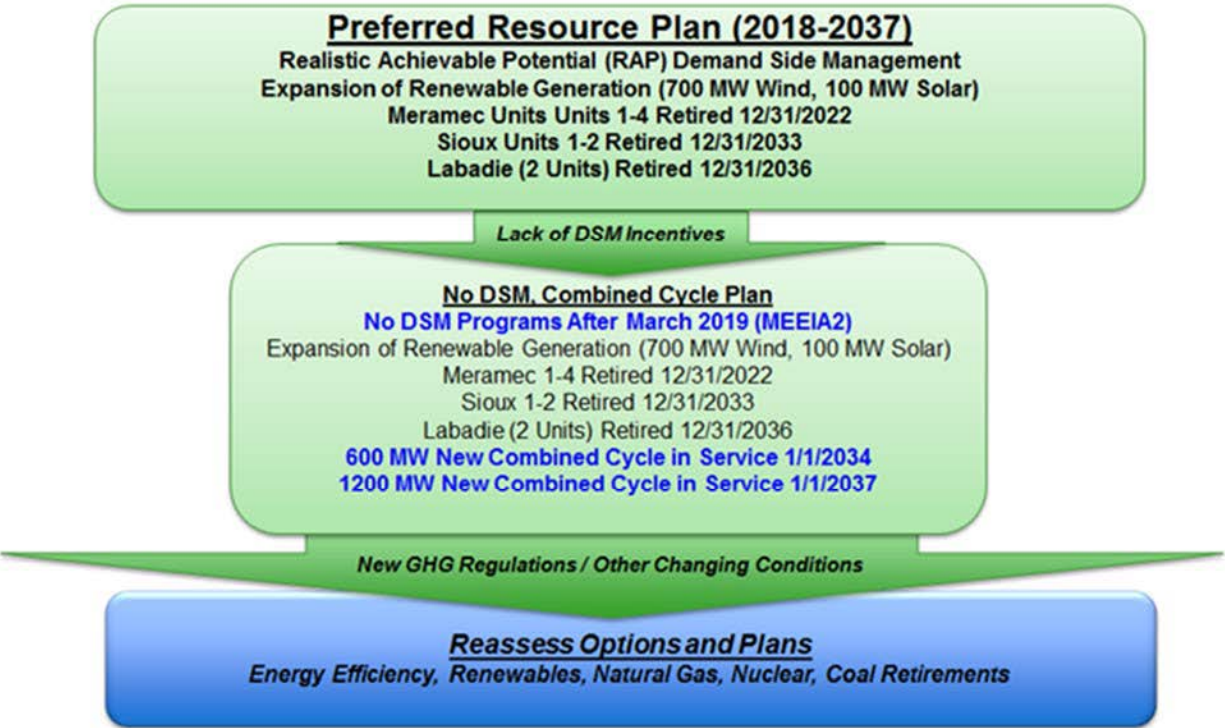 Preferred Resource Plan (2018-2037)
Realistic Achievable Potential (RAP) Demand Side Management
Expansion of Renewable Generation (700 MW Wind, 100 MW Solar)
Meramec Units Units 1-4 Retired 12/31/2022
Sioux Units 1-2 Retired 12/31/2033
Labadie (2 Units) Retired 12/31/2036
Lack of DSM Incentives
No DSM, Combined Cycle Plan
No DSM Programs After March 2019 (MEEIA2)
Expansion of Renewable Generation (700 MW Wind, 100 MW Solar)
Meramec 1-4 Retired 12/31/2022
Sioux 1-2 Retired 12/31/2033
Labadie (2 Units) Retired 12/31/2036
600 MW New Combined Cycle in Service 1/1/2034
1200 MW New Combined Cycle in Service 1/1/2037
New GHG Regulations / Other Changing Conditions
Reassess Options and Plans
Energy Efficiency, Renewables, Natural Gas, Nuclear, Coal Retirements